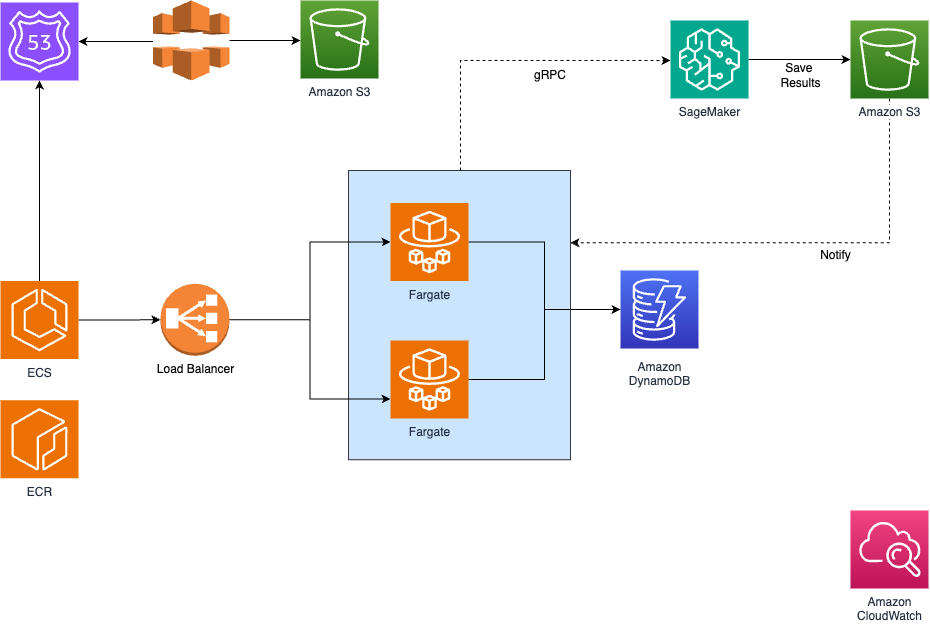 53
Amazon S3
gRPC
Save
Results
SageMaker
Amazon S3
Fargate
Notify
ECS
Load Balancer
Amazon
DynamoDB
Fargate
ECR
Amazon
CloudWatch